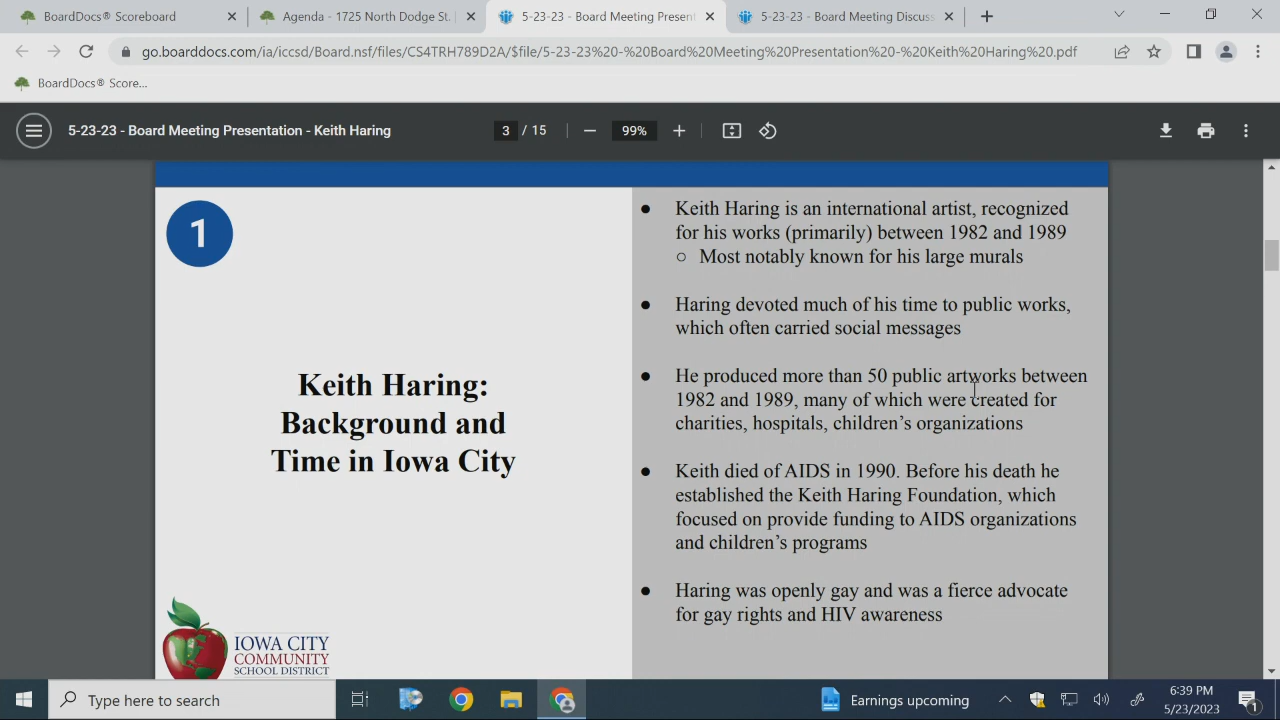 BoardDocs® Scoreboard
Agenda - 1725 North Dodge St.
5-23-23 - Board Meeting Present
5-23-23 - Board Meeting Discuss
go.boarddocs.com/ia/iccsd/Board.nsf/files/CS4TRH789D2A/$file/5-23-23%20-%20Board%20Meeting%20Presentation%20-%20Keith%20Haring%20.pdf
BoardDocs® Score...
5-23-23 - Board Meeting Presentation - Keith Haring
3 / 15
99%
1
Keith Haring:
Background and
Time in Iowa City
IOWA CITY
COMMUNITY
SCHOOL DISTRICT
● Keith Haring is an international artist, recognized
for his works (primarily) between 1982 and 1989
○ Most notably known for his large murals
● Haring devoted much of his time to public works,
which often carried social messages
● He produced more than 50 public artworks between
1982 and 1989, many of which were created for
charities, hospitals, children's organizations
● Keith died of AIDS in 1990. Before his death he
established the Keith Haring Foundation, which
focused on provide funding to AIDS organizations
and children's programs
● Haring was openly gay and was a fierce advocate
for gay rights and HIV awareness
Type here to search
Earnings upcoming
6:39 PM
5/23/2023
1